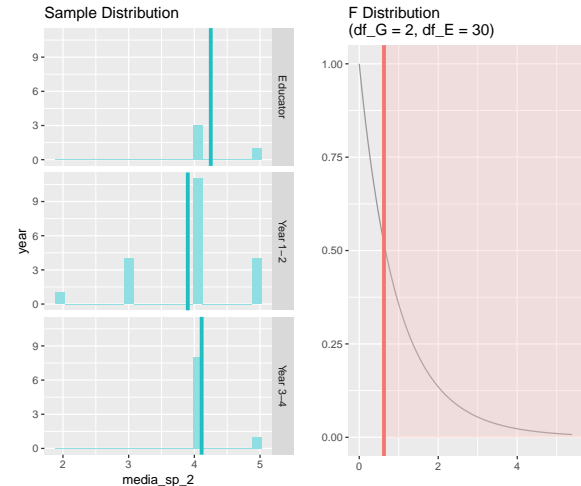 Sample Distribution
9
6
3
0
Educator
9
6
3
0
Year 1−2
9
6
3
0
Year 3−4
year
2 3 4 5
media_sp_2
F Distribution
(df_G = 2, df_E = 30)
1.00
0.75
0.50
0.25
0.00
0 2 4